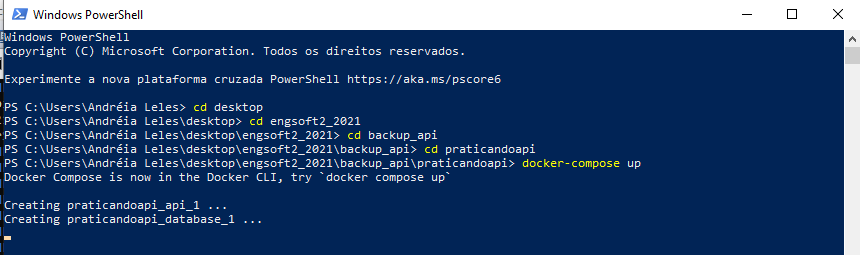 Windows PowerShell
Windows PowerShell
Copyright (C) Microsoft Corporation. Todos os direitos reservados.
Experimente a nova plataforma cruzada PowerShell https://aka.ms/pscore6
PS C:\Users\Andréia Leles> cd desktop
PS C:\Users\Andréia Leles\desktop> cd engsoft2_2021
PS C:\Users\Andréia Leles\desktop\engsoft2_2021> cd backup_api
PS C:\Users\Andréia Leles\desktop\engsoft2_2021\backup_api> cd praticandoapi
PS C:\Users\Andréia Leles\desktop\engsoft2_2021\backup_api\praticandoapi> docker-compose up
Docker Compose is now in the Docker CLI, try `docker compose up`
Creating praticandoapi_api_1 ...
Creating praticandoapi_database_1 ...